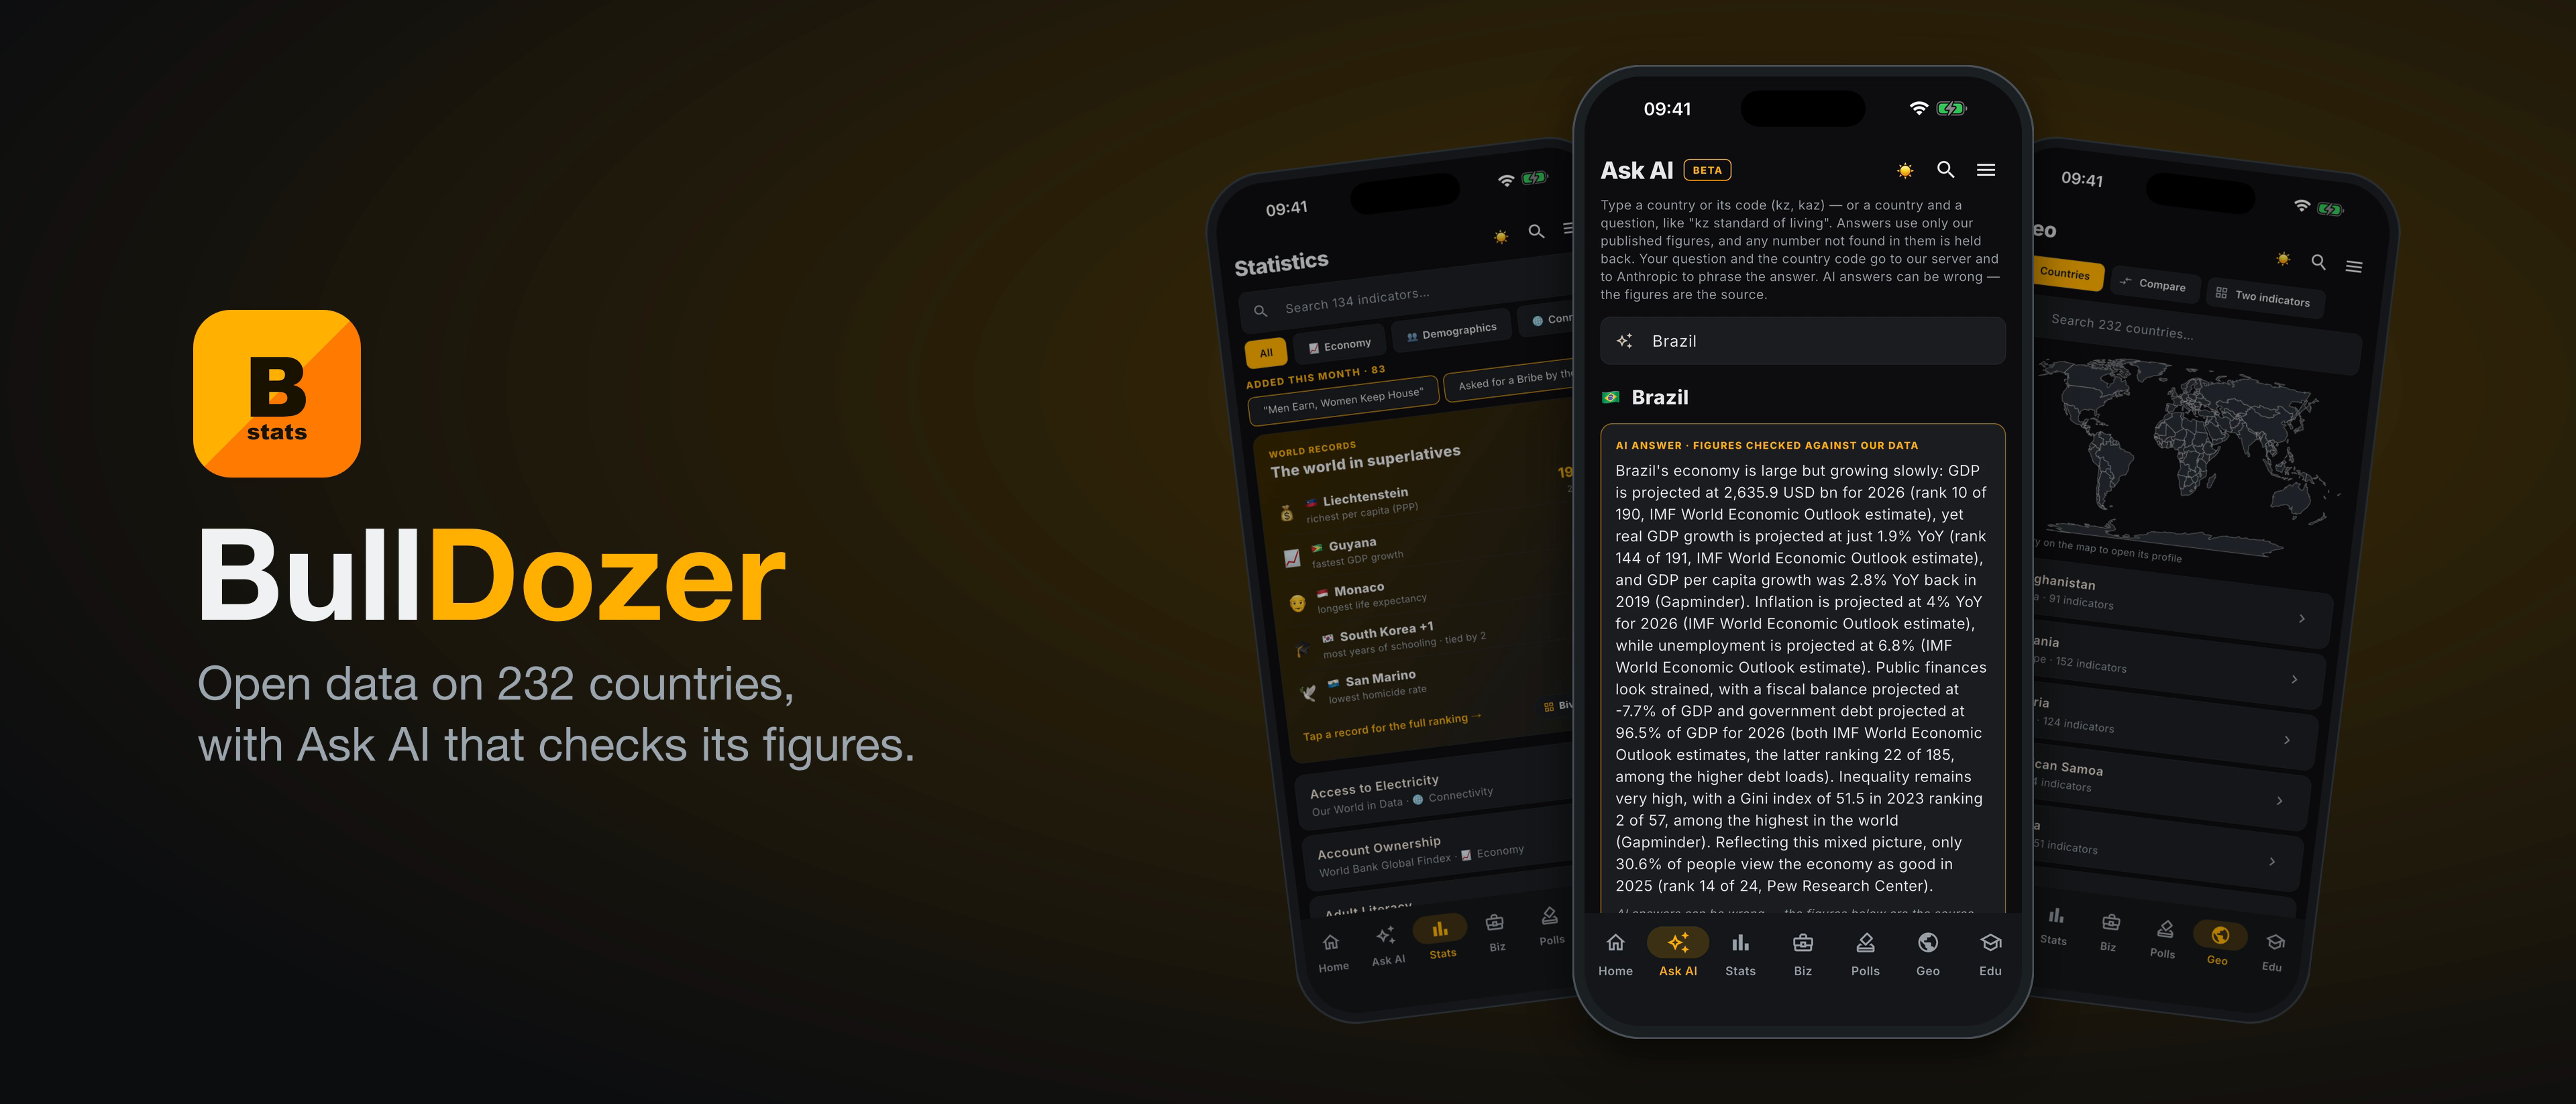 B
stats
BullDozer
Open data on 232 countries,
with Ask AI that checks its figures.
09:41
Statistics
Search 134 indicators...
All
Economy
Demographics
ADDED THIS MONTH · 83
"Men Earn, Women Keep House"
Asked for a Bribe by the
WORLD RECORDS
The world in superlatives
Liechtenstein
richest per capita (PPP)
Guyana
fastest GDP growth
Monaco
longest life expectancy
South Korea +1
most years of schooling · tied by 2
San Marino
lowest homicide rate
Tap a record for the full ranking →
Access to Electricity
Our World in Data · Connectivity
Account Ownership
World Bank Global Findex · Economy
Adult Literacy
Home
Ask AI
Stats
Biz
Polls
09:41
Ask AI BETA
Type a country or its code (kz, kaz) — or a country and a
question, like "kz standard of living". Answers use only our
published figures, and any number not found in them is held
back. Your question and the country code go to our server and
to Anthropic to phrase the answer. AI answers can be wrong —
the figures are the source.
Brazil
Brazil
AI ANSWER · FIGURES CHECKED AGAINST OUR DATA
Brazil's economy is large but growing slowly: GDP
is projected at 2,635.9 USD bn for 2026 (rank 10 of
190, IMF World Economic Outlook estimate), yet
real GDP growth is projected at just 1.9% YoY (rank
144 of 191, IMF World Economic Outlook estimate),
and GDP per capita growth was 2.8% YoY back in
2019 (Gapminder). Inflation is projected at 4% YoY
for 2026 (IMF World Economic Outlook estimate),
while unemployment is projected at 6.8% (IMF
World Economic Outlook estimate). Public finances
look strained, with a fiscal balance projected at
-7.7% of GDP and government debt projected at
96.5% of GDP for 2026 (both IMF World Economic
Outlook estimates, the latter ranking 22 of 185,
among the higher debt loads). Inequality remains
very high, with a Gini index of 51.5 in 2023 ranking
2 of 57, among the highest in the world
(Gapminder). Reflecting this mixed picture, only
30.6% of people view the economy as good in
2025 (rank 14 of 24, Pew Research Center).
AI answers can be wrong — the figures below are the source.
Home
Ask AI
Stats
Biz
Polls
Geo
Edu
09:41
eo
Countries
Compare
Two indicators
Search 232 countries...
y on the map to open its profile
ghanistan
a · 91 indicators
ania
pe · 152 indicators
ria
· 124 indicators
can Samoa
indicators
a
51 indicators
Stats
Biz
Polls
Geo
Edu